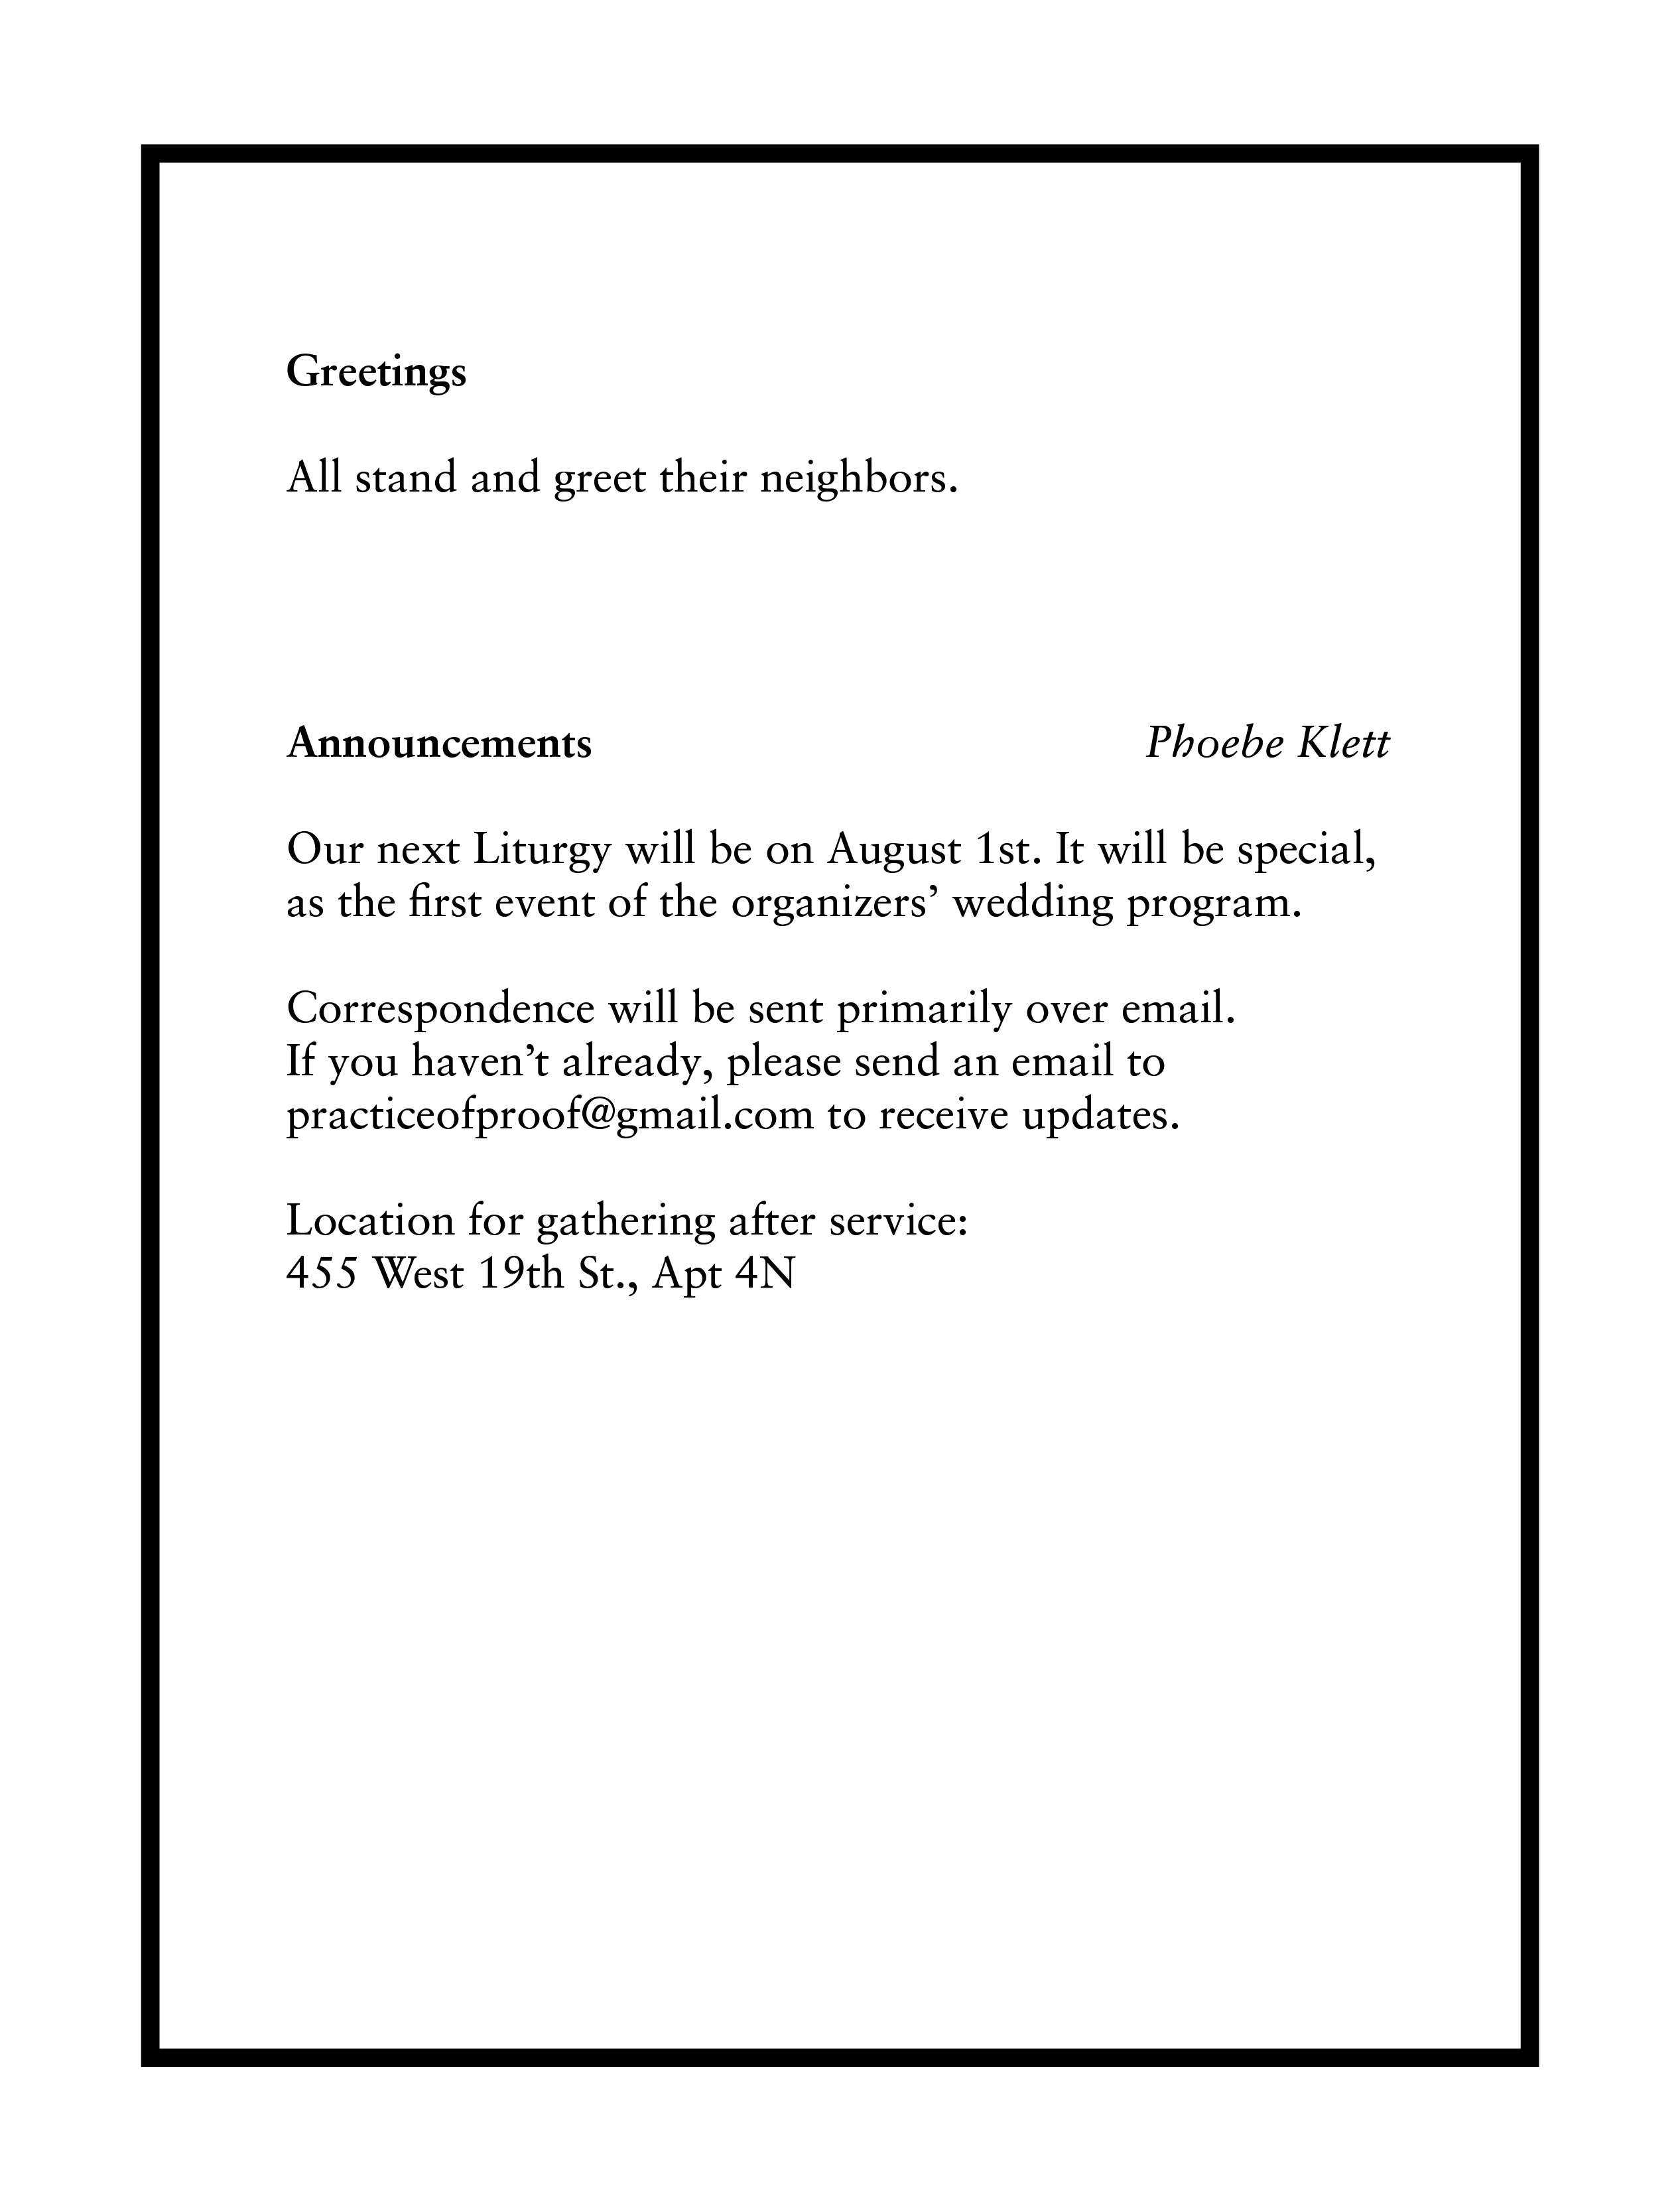 Greetings
All stand and greet their neighbors.
Announcements Phoebe Klett
Our next Liturgy will be on August 1st. It will be special,
as the first event of the organizers’ wedding program.
Correspondence will be sent primarily over email.
If you haven’t already, please send an email to
practiceofproof@gmail.com to receive updates.
Location for gathering after service:
455 West 19th St., Apt 4N